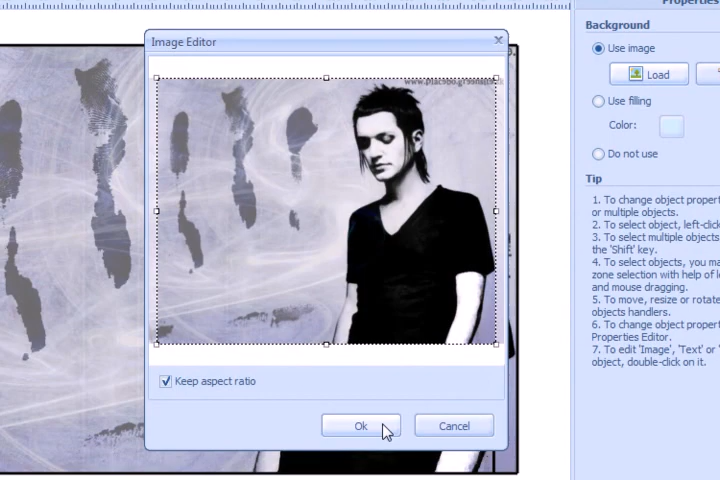 Properties
Background
Use image
Load
Use filling
Color:
Do not use
Tip
1. To change object propert
or multiple objects.
2. To select object, left-click
3. To select multiple objects
the 'Shift' key.
4. To select objects, you ma
zone selection with help of l
and mouse dragging.
5. To move, resize or rotate
objects handlers.
6. To change object propert
Properties Editor.
7. To edit 'Image', 'Text' or '
object, double-click on it.
Image Editor
Keep aspect ratio
Ok
Cancel